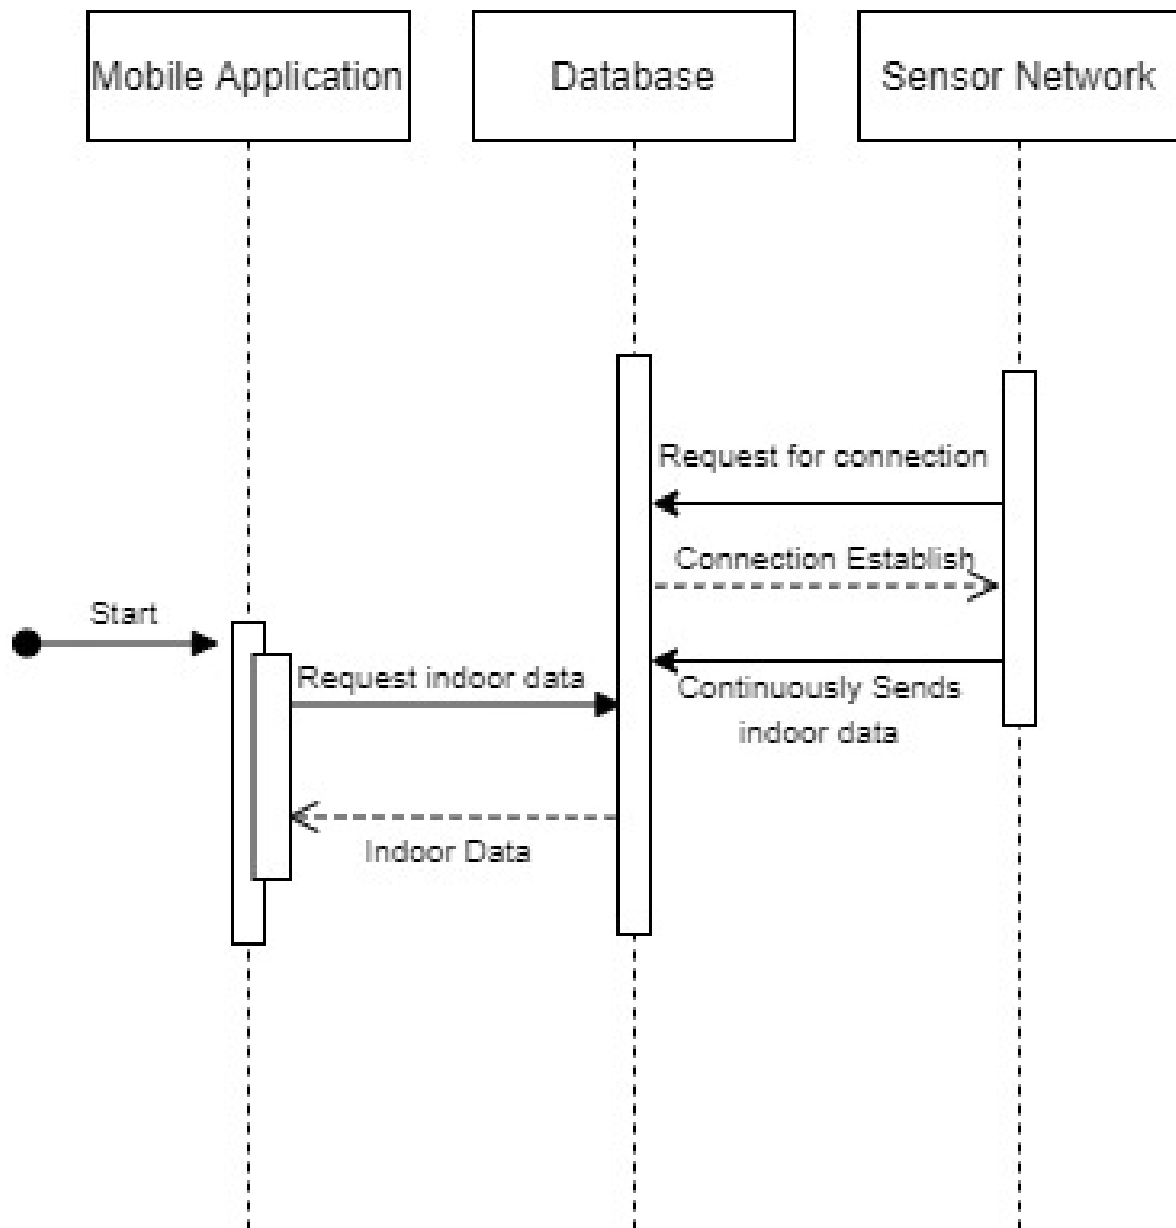 Mobile Application
Database
Sensor Network
Request for connection
Connection Establish
Start
Request indoor data
Continuously Sends
indoor data
Indoor Data